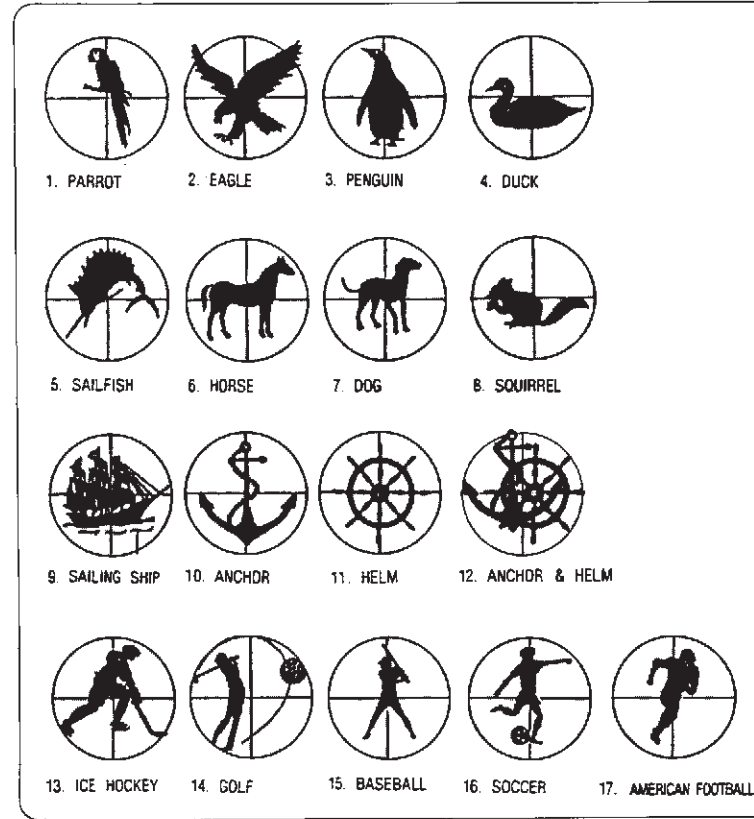 1. PARROT 2. EAGLE 3. PENGUIN 4. DUCK
5. SAILFISH 6. HORSE 7. DOG 8. SQUIRREL
9. SAILING SHIP 10. ANCHOR 11. HELM 12. ANCHOR & HELM
13. ICE HOCKEY 14. GOLF 15. BASEBALL 16. SOCCER 17. AMERICAN FOOTBALL